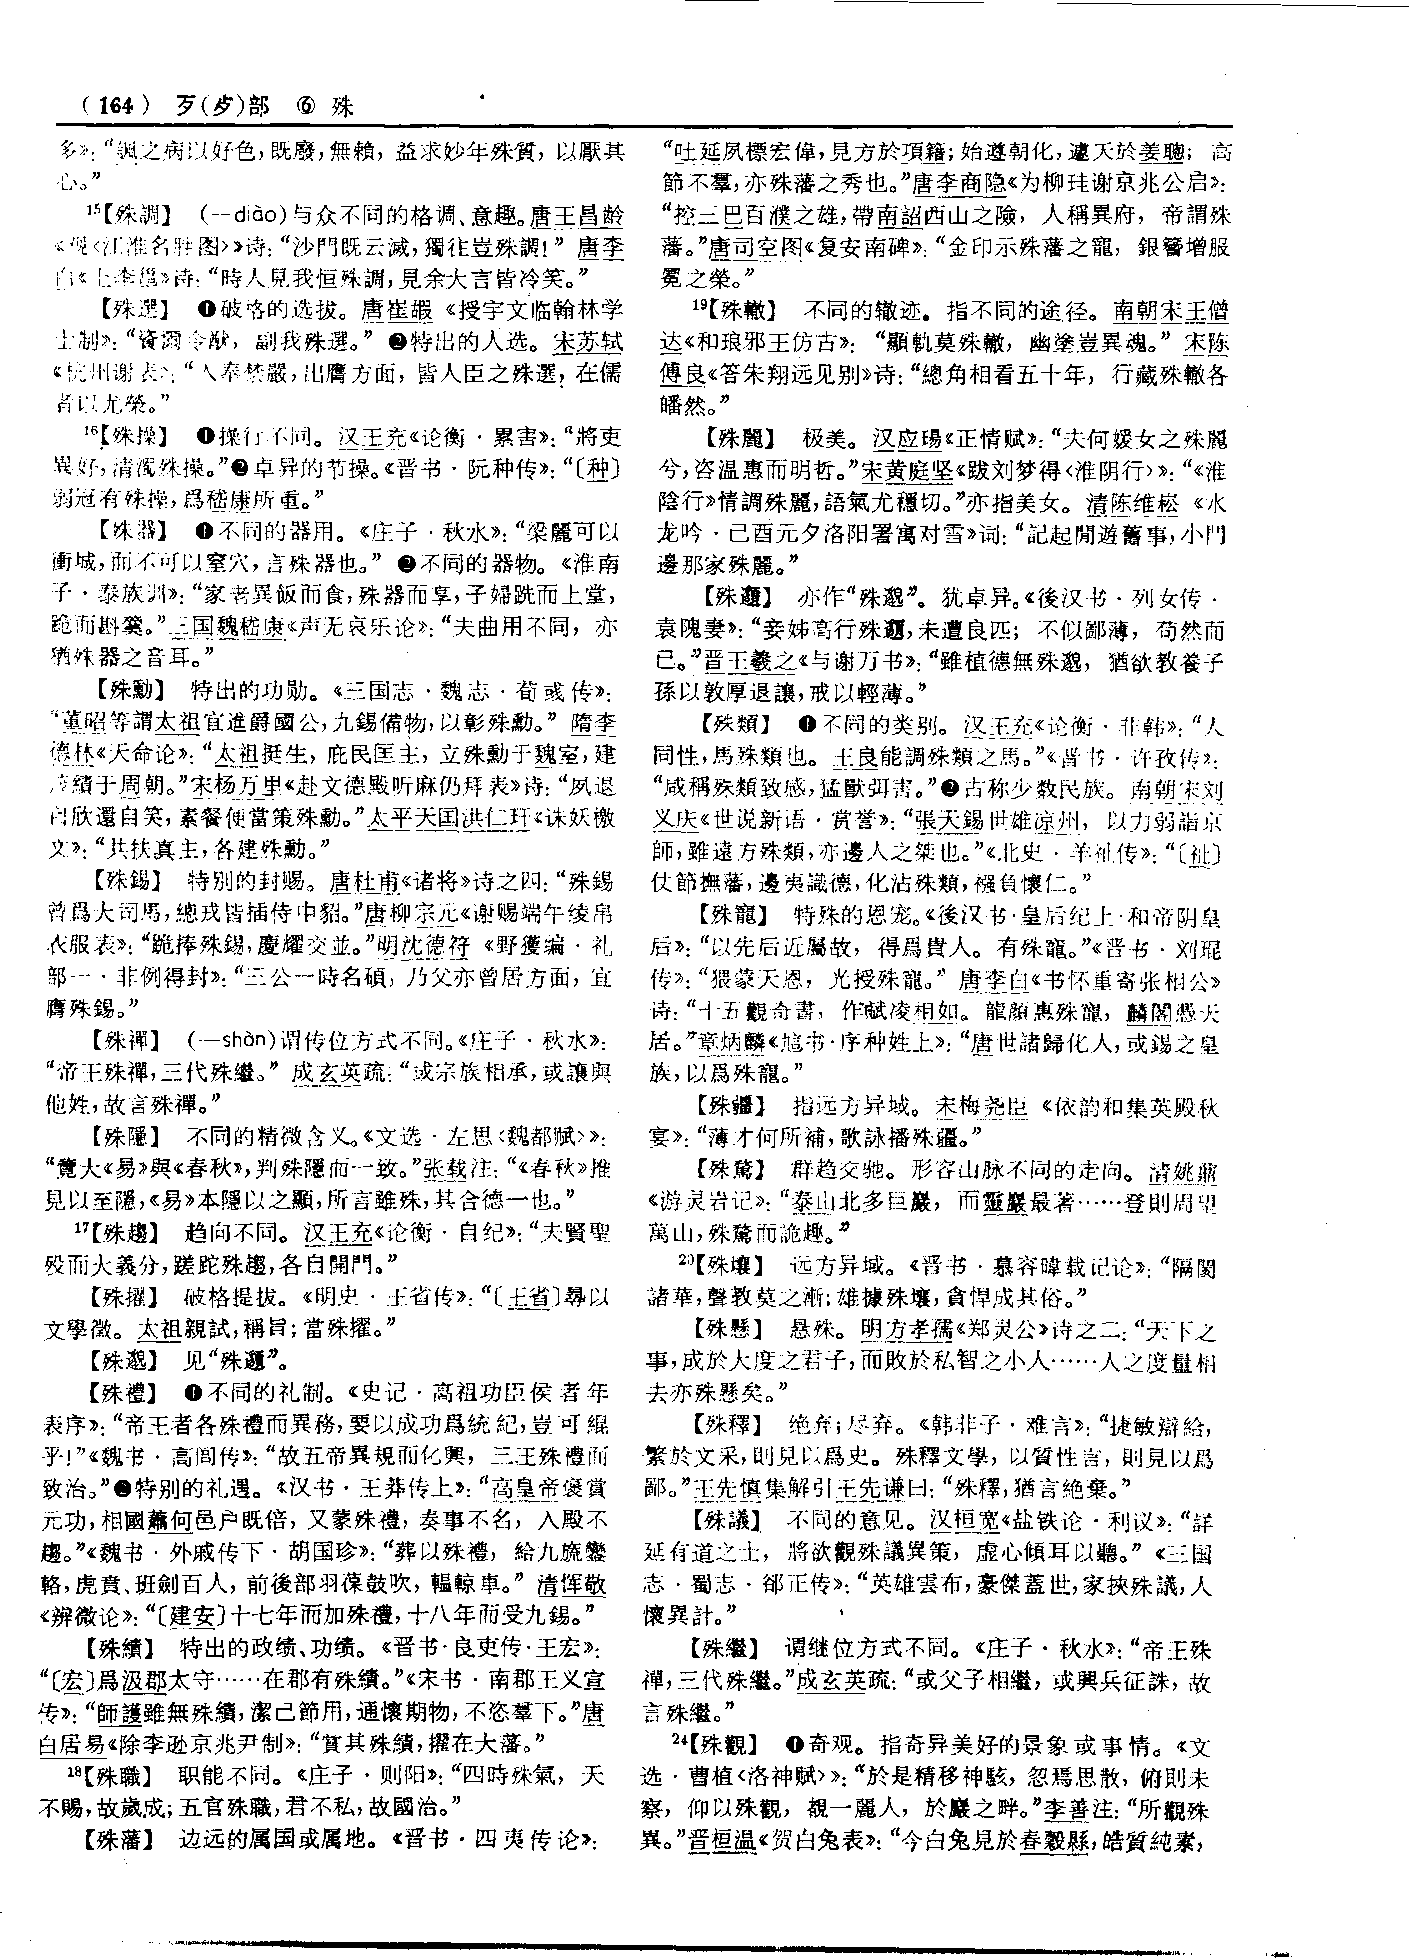 （164） 歹(歺)部 ⑥ 殊
多》：“飆之病以好色，既廢，無賴，益求妙年殊質，以厭其
心。”
15【殊調】 （—diào）与众不同的格调、意趣。唐王昌龄
《观〈江淮名胜图〉》诗：“沙門既云滅，獨往豈殊調！” 唐李
白《上李邕》诗：“時人見我恒殊調，見余大言皆冷笑。”
【殊選】 ❶破格的选拔。唐崔嘏《授宇文临翰林学
士制》：“資爾令猷，副我殊選。” ❷特出的人选。宋苏轼
《杭州谢表》：“入奉禁嚴，出膺方面，皆人臣之殊選，在儒
者以尤榮。”
16【殊操】 ❶操行不同。汉王充《论衡·累害》：“將吏
異好，清濁殊操。”❷卓异的节操。《晋书·阮种传》：“〔种〕
弱冠有殊操，爲嵇康所重。”
【殊器】 ❶不同的器用。《庄子·秋水》：“梁麗可以
衝城，而不可以窒穴，言殊器也。” ❷不同的器物。《淮南
子·泰族训》：“家老異飯而食，殊器而享，子婦跣而上堂，
跪而斟羹。”三国魏嵇康《声无哀乐论》：“夫曲用不同，亦
猶殊器之音耳。”
【殊勳】 特出的功勋。《三国志·魏志·荀彧传》：
“董昭等謂太祖宜進爵國公，九錫備物，以彰殊勳。” 隋李
德林《天命论》：“太祖挺生，庇民匡主，立殊勳于魏室，建
茂績于周朝。”宋杨万里《赴文德殿听麻仍拜表》诗：“夙退
自欣還自笑，素餐便當策殊勳。”太平天国洪仁玕《诛妖檄
文》：“共扶真主，各建殊勳。”
【殊錫】 特别的封赐。唐杜甫《诸将》诗之四：“殊錫
曾爲大司馬，總戎皆插侍中貂。”唐柳宗元《谢赐端午绫帛
衣服表》：“跪捧殊錫，慶耀交並。”明沈德符《野獲编·礼
部一·非例得封》：“三公一時名碩，乃父亦曾居方面，宜
膺殊錫。”
【殊禪】 （—shàn）谓传位方式不同。《庄子·秋水》：
“帝王殊禪，三代殊繼。” 成玄英疏：“或宗族相承，或讓與
他姓，故言殊禪。”
【殊隱】 不同的精微含义。《文选·左思〈魏都赋〉》：
“覽大《易》與《春秋》，判殊隱而一致。”张载注：“《春秋》推
見以至隱，《易》本隱以之顯，所言雖殊，其合德一也。”
17【殊趨】 趋向不同。汉王充《论衡·自纪》：“夫賢聖
殁而大義分，蹉跎殊趨，各自開門。”
【殊擢】 破格提拔。《明史·王省传》：“〔王省〕尋以
文學徵。太祖親試，稱旨；當殊擢。”
【殊邈】 见“殊邈”。
【殊禮】 ❶不同的礼制。《史记·高祖功臣侯者年
表序》：“帝王者各殊禮而異務，要以成功爲統紀，豈可緄
乎！”《魏书·高闾传》：“故五帝異規而化興，三王殊禮而
致治。”❷特别的礼遇。《汉书·王莽传上》：“高皇帝褒賞
元功，相國蕭何邑户既倍，又蒙殊禮，奏事不名，入殿不
趨。”《魏书·外戚传下·胡国珍》：“葬以殊禮，給九旒鑾
輅，虎賁、班劍百人，前後部羽葆鼓吹，輼輬車。” 清恽敬
《辨微论》：“〔建安〕十七年而加殊禮，十八年而受九錫。”
【殊績】 特出的政绩、功绩。《晋书·良吏传·王宏》：
“〔宏〕爲汲郡太守……在郡有殊績。”《宋书·南郡王义宣
传》：“師護雖無殊績，潔己節用，通懷期物，不恣羣下。”唐
白居易《除李逊京兆尹制》：“賞其殊績，擢在大藩。”
18【殊職】 职能不同。《庄子·则阳》：“四時殊氣，天
不賜，故歲成；五官殊職，君不私，故國治。”
【殊藩】 边远的属国或属地。《晋书·四夷传论》：
“吐延夙標宏偉，見方於項籍；始遵朝化，遽夭於姜聰；高
節不羣，亦殊藩之秀也。”唐李商隐《为柳珪谢京兆公启》：
“控三巴百濮之雄，帶南詔西山之險，人稱異府，帝謂殊
藩。”唐司空图《复安南碑》：“金印示殊藩之寵，銀簪增服
冕之榮。”
19【殊轍】 不同的辙迹。指不同的途径。南朝宋王僧
达《和琅邪王仿古》：“顯軌莫殊轍，幽塗豈異魂。” 宋陈
傅良《答朱翔远见别》诗：“總角相看五十年，行藏殊轍各
皤然。”
【殊麗】 极美。汉应瑒《正情赋》：“夫何媛女之殊麗
兮，咨温惠而明哲。”宋黄庭坚《跋刘梦得〈淮阴行〉》：“《淮
陰行》情調殊麗，語氣尤穩切。”亦指美女。清陈维崧《水
龙吟·己酉元夕洛阳署寓对雪》词：“記起閒遊舊事，小門
邊那家殊麗。”
【殊邈】 亦作“殊邈”。犹卓异。《後汉书·列女传·
袁隗妻》：“妾姊高行殊邈，未遭良匹；不似鄙薄，苟然而
已。”晋王羲之《与谢万书》：“雖植德無殊邈，猶欲教養子
孫以敦厚退讓，戒以輕薄。”
【殊類】 ❶不同的类别。汉王充《论衡·非韩》：“人
同性，馬殊類也。王良能調殊類之馬。”《晋书·许孜传》：
“咸稱殊類致感，猛獸弭害。”❷古称少数民族。南朝宋刘
义庆《世说新语·赏誉》：“張天錫世雄凉州，以力弱詣京
師，雖遠方殊類，亦邊人之桀也。”《北史·羊祉传》：“〔祉〕
仗節撫藩，邊夷識德，化沾殊類，襁負懷仁。”
【殊寵】 特殊的恩宠。《後汉书·皇后纪上·和帝阴皇
后》：“以先后近屬故，得爲貴人。有殊寵。”《晋书·刘琨
传》：“猥蒙天恩，光授殊寵。” 唐李白《书怀重寄张相公》
诗：“十五觀奇書，作賦凌相如。龍顔惠殊寵，麟閣憑天
居。”章炳麟《訄书·序种姓上》：“唐世諸歸化人，或錫之皇
族，以爲殊寵。”
【殊疆】 指远方异域。宋梅尧臣《依韵和集英殿秋
宴》：“薄才何所補，歌詠播殊疆。”
【殊騖】 群趋交驰。形容山脉不同的走向。清姚鼐
《游灵岩记》：“泰山北多巨巖，而靈巖最著……登則周望
萬山，殊騖而詭趣。”
20【殊壤】 远方异域。《晋书·慕容暐载记论》：“隔閡
諸華，聲教莫之漸；雄據殊壤，貪悍成其俗。”
【殊懸】 悬殊。明方孝孺《郑灵公》诗之二：“天下之
事，成於大度之君子，而敗於私智之小人……人之度量相
去亦殊懸矣。”
【殊釋】 绝弃；尽弃。《韩非子·难言》：“捷敏辯給，
繁於文采，則見以爲史。殊釋文學，以質性言，則見以爲
鄙。”王先慎集解引王先谦曰：“殊釋，猶言絶棄。”
【殊議】 不同的意见。汉桓宽《盐铁论·利议》：“詳
延有道之士，將欲觀殊議異策，虚心傾耳以聽。” 《三国
志·蜀志·郤正传》：“英雄雲布，豪傑蓋世，家挾殊議，人
懷異計。”
【殊繼】 谓继位方式不同。《庄子·秋水》：“帝王殊
禪，三代殊繼。”成玄英疏：“或父子相繼，或興兵征誅，故
言殊繼。”
24【殊觀】 ❶奇观。指奇异美好的景象或事情。《文
选·曹植〈洛神赋〉》：“於是精移神駭，忽焉思散，俯則未
察，仰以殊觀，覩一麗人，於巖之畔。”李善注：“所觀殊
異。”晋桓温《贺白兔表》：“今白兔見於春穀縣，皓質純素，